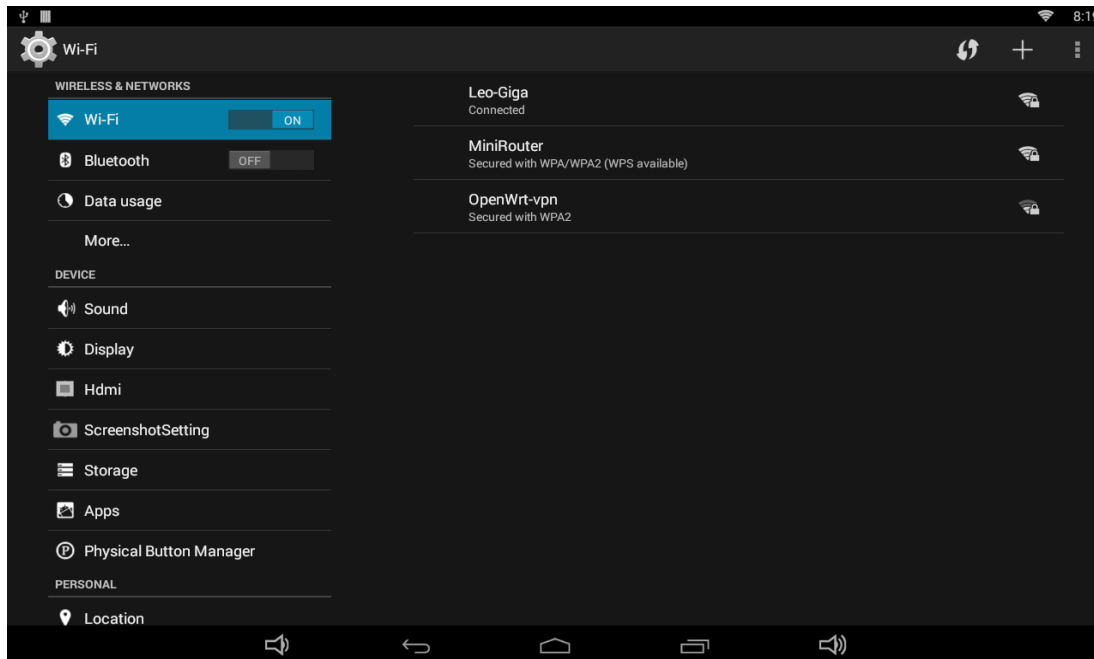 8:19
Wi-Fi
WIRELESS & NETWORKS
Wi-Fi ON
Bluetooth OFF
Data usage
More...
DEVICE
Sound
Display
Hdmi
ScreenshotSetting
Storage
Apps
Physical Button Manager
PERSONAL
Location
Leo-Giga
Connected
MiniRouter
Secured with WPA/WPA2 (WPS available)
OpenWrt-vpn
Secured with WPA2